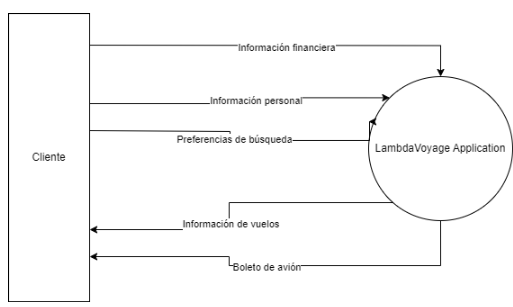 Información financiera
Información personal
Preferencias de búsqueda
Cliente
LambdaVoyage Application
Información de vuelos
Boleto de avión